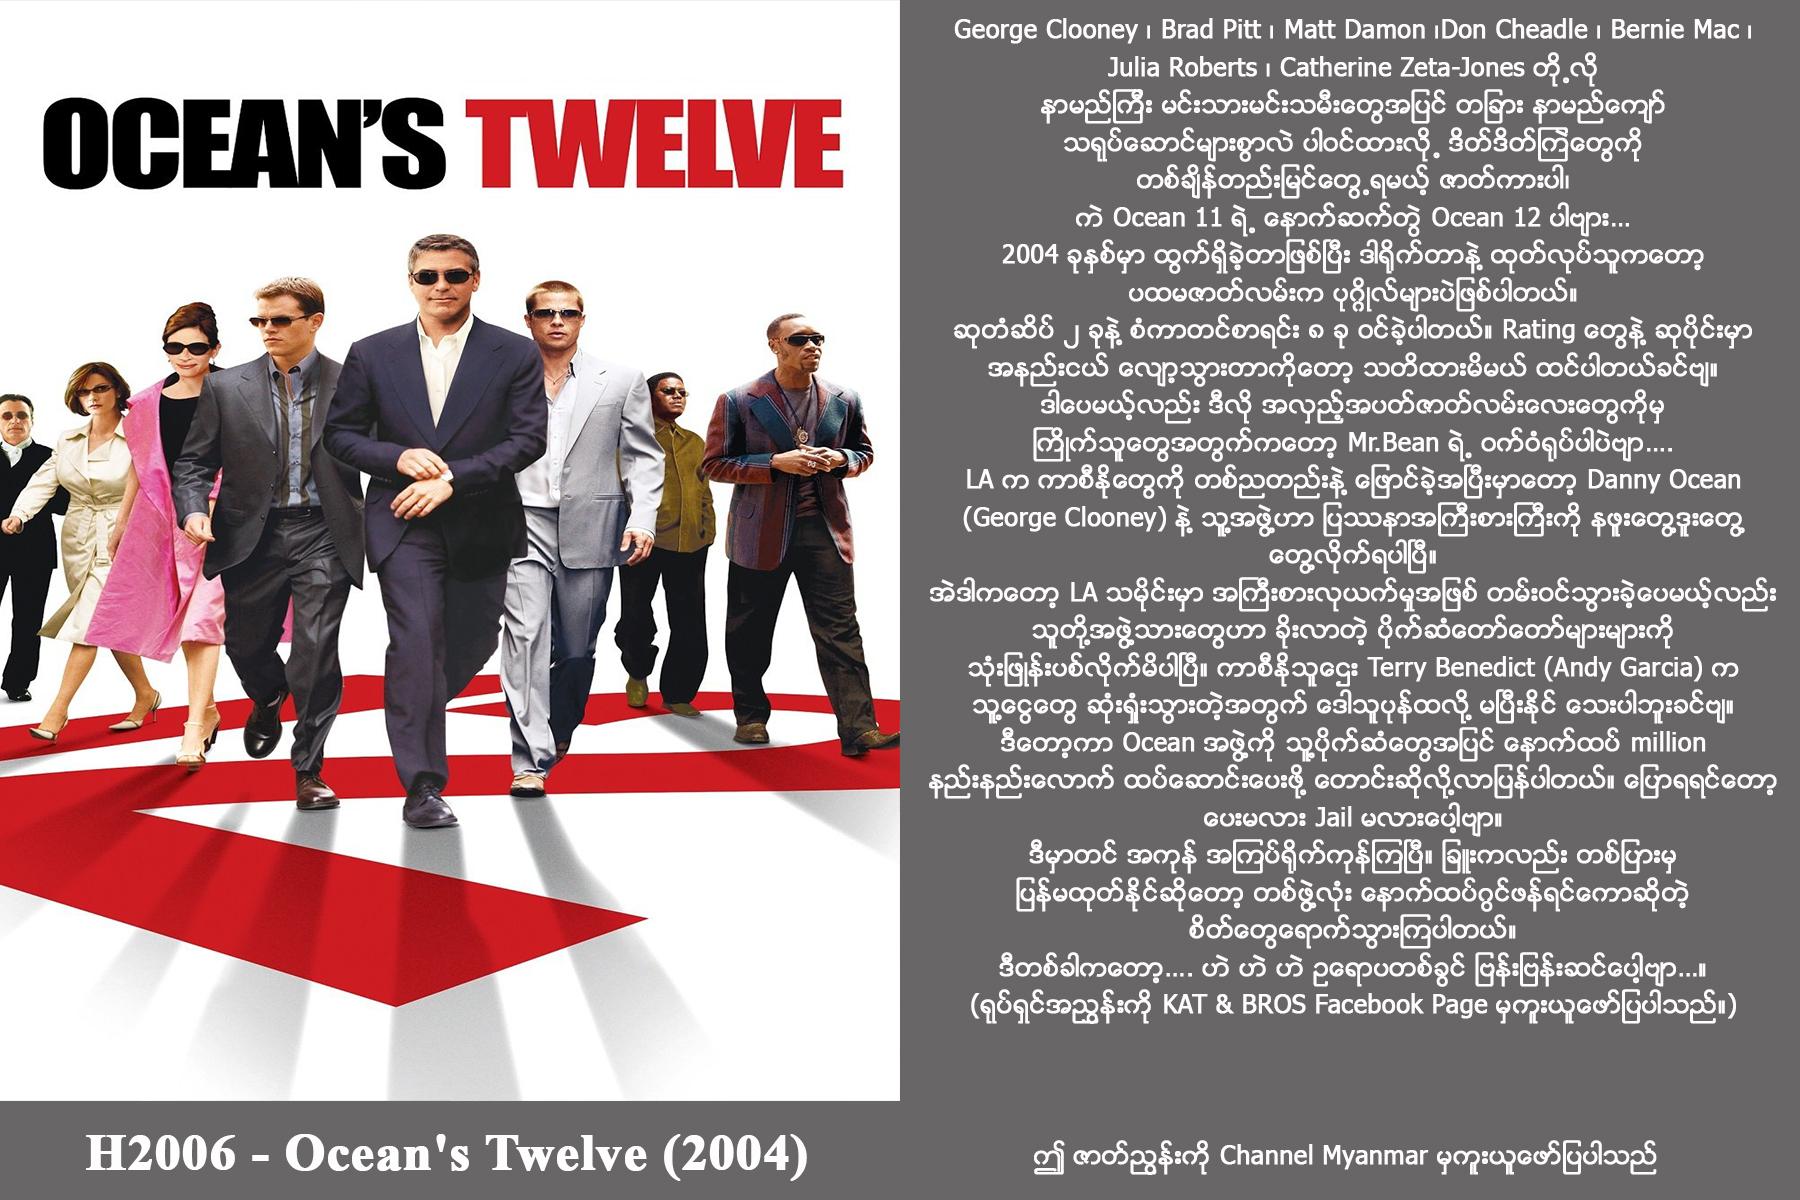 OCEAN'S TWELVE
H2006 - Ocean's Twelve (2004)
George Clooney ၊ Brad Pitt ၊ Matt Damon ၊Don Cheadle ၊ Bernie Mac ၊
Julia Roberts ၊ Catherine Zeta-Jones တို့လို
နာမည်ကြီး မင်းသားမင်းသမီးတွေအပြင် တခြား နာမည်ကျော်
သရုပ်ဆောင်များစွာလဲ ပါဝင်ထားလို့ ဒိတ်ဒိတ်ကြဲတွေကို
တစ်ချိန်တည်းမြင်တွေ့ရမယ့် ဇာတ်ကားပါ၊
ကဲ Ocean 11 ရဲ့ နောက်ဆက်တွဲ Ocean 12 ပါဗျား...
2004 ခုနှစ်မှာ ထွက်ရှိခဲ့တာဖြစ်ပြီး ဒါရိုက်တာနဲ့ ထုတ်လုပ်သူကတော့
ပထမဇာတ်လမ်းက ပုဂ္ဂိုလ်များပဲဖြစ်ပါတယ်။
ဆုတံဆိပ် ၂ ခုနဲ့ စံကာတင်စာရင်း ၈ ခု ဝင်ခဲ့ပါတယ်။ Rating တွေနဲ့ ဆုပိုင်းမှာ
အနည်းငယ် လျော့သွားတာကိုတော့ သတိထားမိမယ် ထင်ပါတယ်ခင်ဗျ။
ဒါပေမယ့်လည်း ဒီလို အလှည့်အပတ်ဇာတ်လမ်းလေးတွေကိုမှ
ကြိုက်သူတွေအတွက်ကတော့ Mr.Bean ရဲ့ ဝက်ဝံရုပ်ပါပဲဗျာ....
LA က ကာစီနိုတွေကို တစ်ညတည်းနဲ့ ဖြောင်ခဲ့အပြီးမှာတော့ Danny Ocean
(George Clooney) နဲ့ သူ့အဖွဲ့ဟာ ပြဿနာအကြီးစားကြီးကို နဖူးတွေ့ဒူးတွေ့
တွေ့လိုက်ရပါပြီ။
အဲဒါကတော့ LA သမိုင်းမှာ အကြီးစားလုယက်မှုအဖြစ် တမ်းဝင်သွားခဲ့ပေမယ့်လည်း
သူတို့အဖွဲ့သားတွေဟာ ခိုးလာတဲ့ ပိုက်ဆံတော်တော်များများကို
သုံးဖြုန်းပစ်လိုက်မိပါပြီ။ ကာစီနိုသူဌေး Terry Benedict (Andy Garcia) က
သူ့ငွေတွေ ဆုံးရှုံးသွားတဲ့အတွက် ဒေါသူပုန်ထလို့ မပြီးနိုင် သေးပါဘူးခင်ဗျ။
ဒီတော့ကာ Ocean အဖွဲ့ကို သူ့ပိုက်ဆံတွေအပြင် နောက်ထပ် million
နည်းနည်းလောက် ထပ်ဆောင်းပေးဖို့ တောင်းဆိုလို့လာပြန်ပါတယ်။ ပြောရရင်တော့
ပေးမလား Jail မလားပေါ့ဗျာ။
ဒီမှာတင် အကုန် အကြပ်ရိုက်ကုန်ကြပြီ။ ခြူးကလည်း တစ်ပြားမှ
ပြန်မထုတ်နိုင်ဆိုတော့ တစ်ဖွဲ့လုံး နောက်ထပ်ဂွင်ဖန်ရင်ကောဆိုတဲ့
စိတ်တွေရောက်သွားကြပါတယ်။
ဒီတစ်ခါကတော့.... ဟဲ ဟဲ ဟဲ ဥရောပတစ်ခွင် ဗြန်းဗြန်းဆင်ပေါ့ဗျာ...။
(ရုပ်ရှင်အညွှန်းကို KAT & BROS Facebook Page မှကူးယူဖော်ပြပါသည်။)
ဤ ဇာတ်ညွှန်းကို Channel Myanmar မှကူးယူဖော်ပြပါသည်